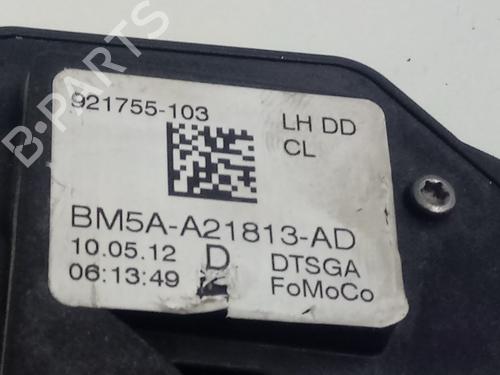 B-PARTS
921755-103
LH DD
CL
BM5A-A21813-AD
10.05.12 D DTSGA
06:13:49 FoMoCo